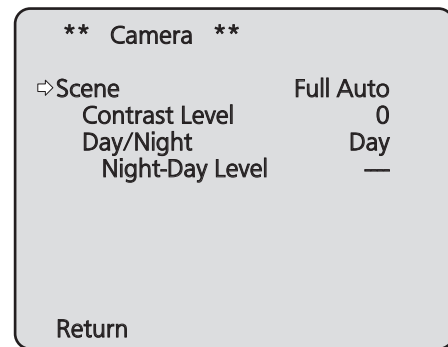 ** Camera **
⇨Scene Full Auto
Contrast Level 0
Day/Night Day
Night-Day Level —
Return